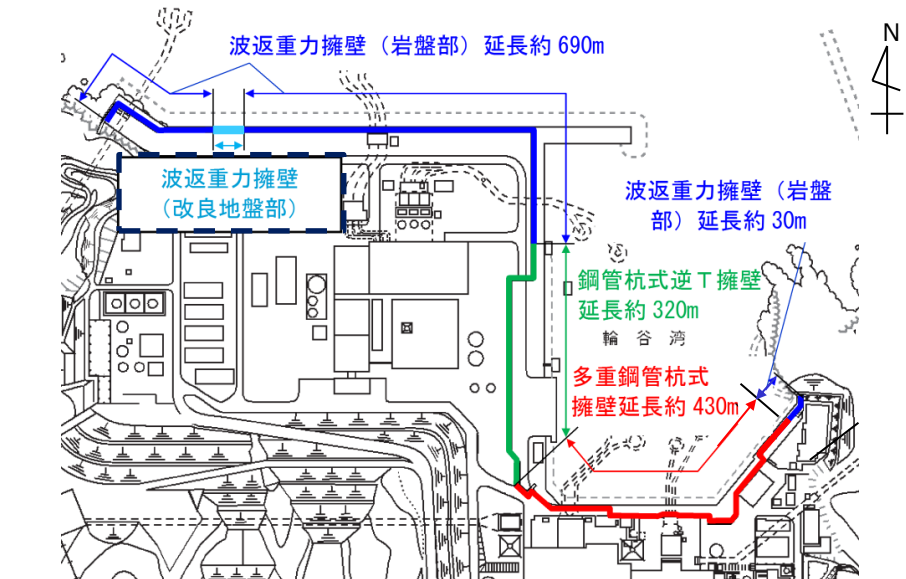 波返重力擁壁（岩盤部）延長約 690m
N
波返重力擁壁
（改良地盤部）
波返重力擁壁（岩盤
部）延長約 30m
鋼管杭式逆Ｔ擁壁
延長約 320m
輪谷湾
多重鋼管杭式
擁壁延長約 430m